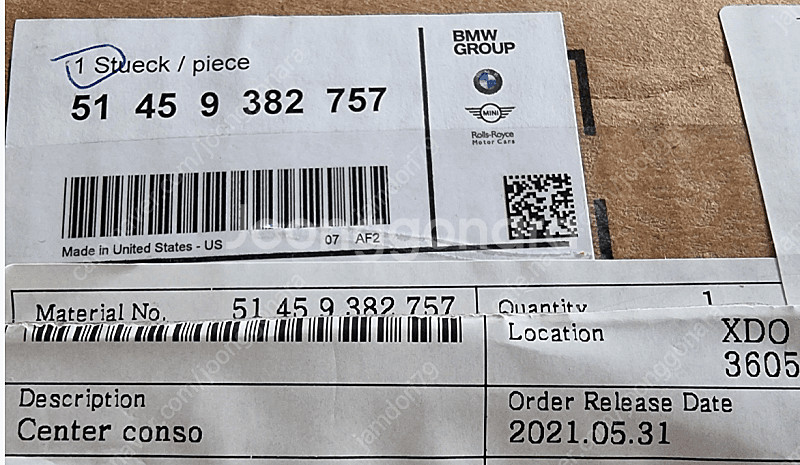 1 Stueck / piece
51 45 9 382 757
BMW
GROUP
MINI
Rolls-Royce
Motor Cars
Made in United States - US
07 AF2
Joonggonara
Material No. 51 45 9 382 757
Quantity 1
Location XDO
3605
Description
Center conso
Order Release Date
2021.05.31